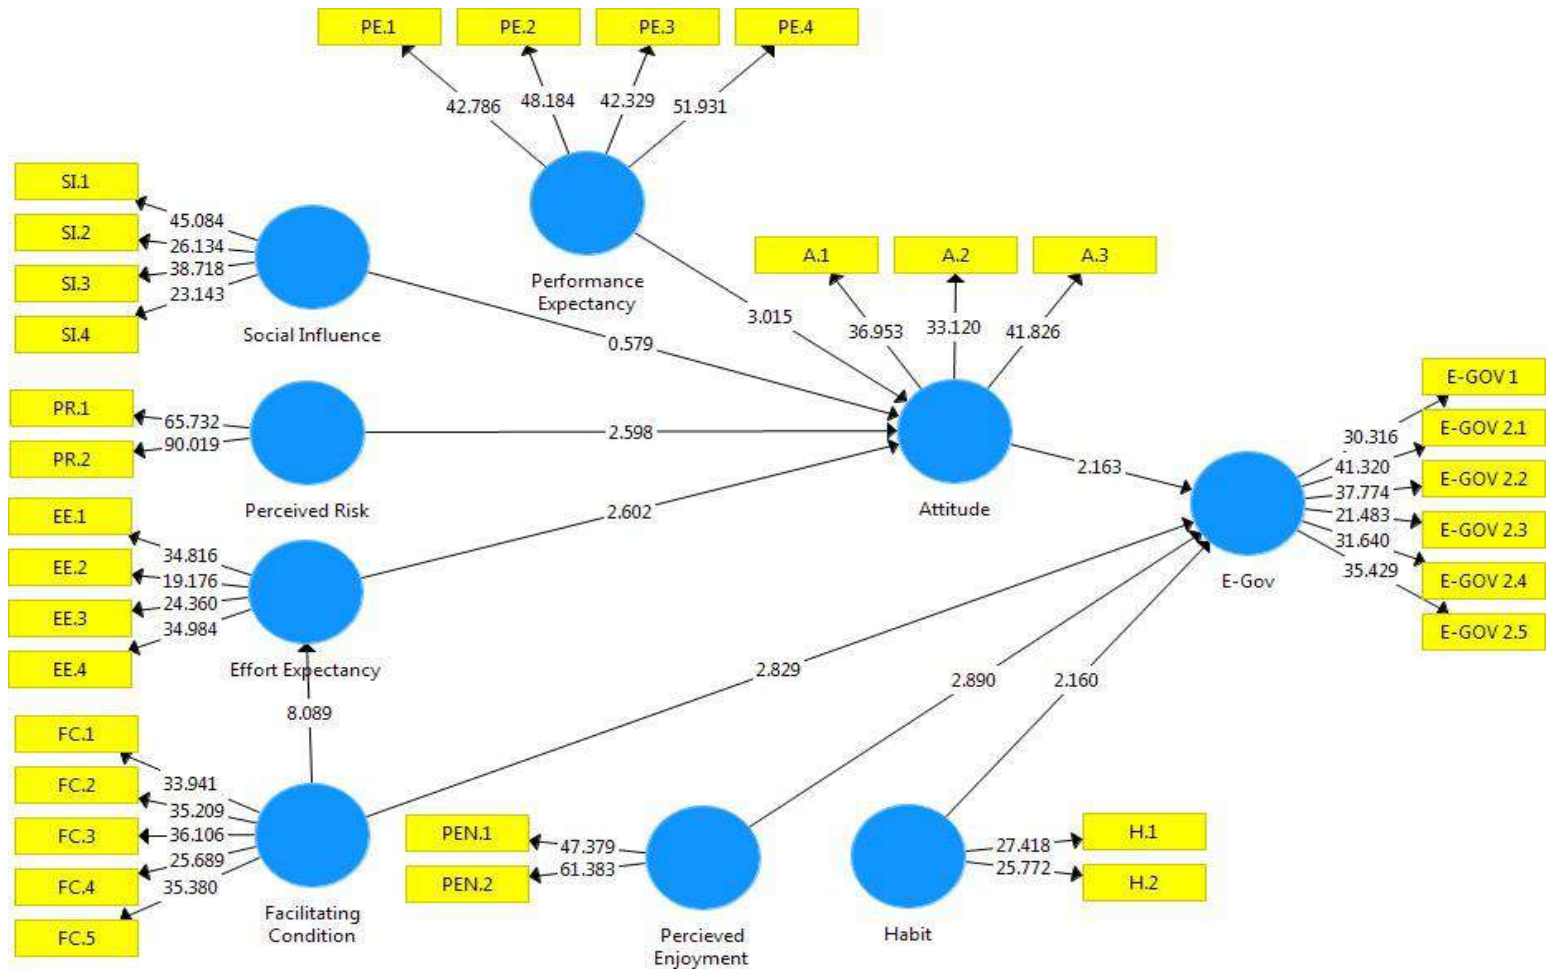 PE.1
PE.2
PE.3
PE.4
42.786
48.184
42.329
51.931
Performance
Expectancy
SI.1
SI.2
SI.3
SI.4
45.084
26.134
38.718
23.143
Social Influence
A.1
A.2
A.3
36.953
33.120
41.826
3.015
0.579
2.598
2.602
Attitude
2.163
PR.1
PR.2
65.732
90.019
Perceived Risk
EE.1
EE.2
EE.3
EE.4
34.816
19.176
24.360
34.984
Effort Expectancy
8.089
E-GOV 1
E-GOV 2.1
E-GOV 2.2
E-GOV 2.3
E-GOV 2.4
E-GOV 2.5
30.316
41.320
37.774
21.483
31.640
35.429
E-Gov
2.829
2.890
2.160
FC.1
FC.2
FC.3
FC.4
FC.5
33.941
35.209
36.106
25.689
35.380
Facilitating
Condition
PEN.1
PEN.2
47.379
61.383
Percieved
Enjoyment
Habit
27.418
25.772
H.1
H.2